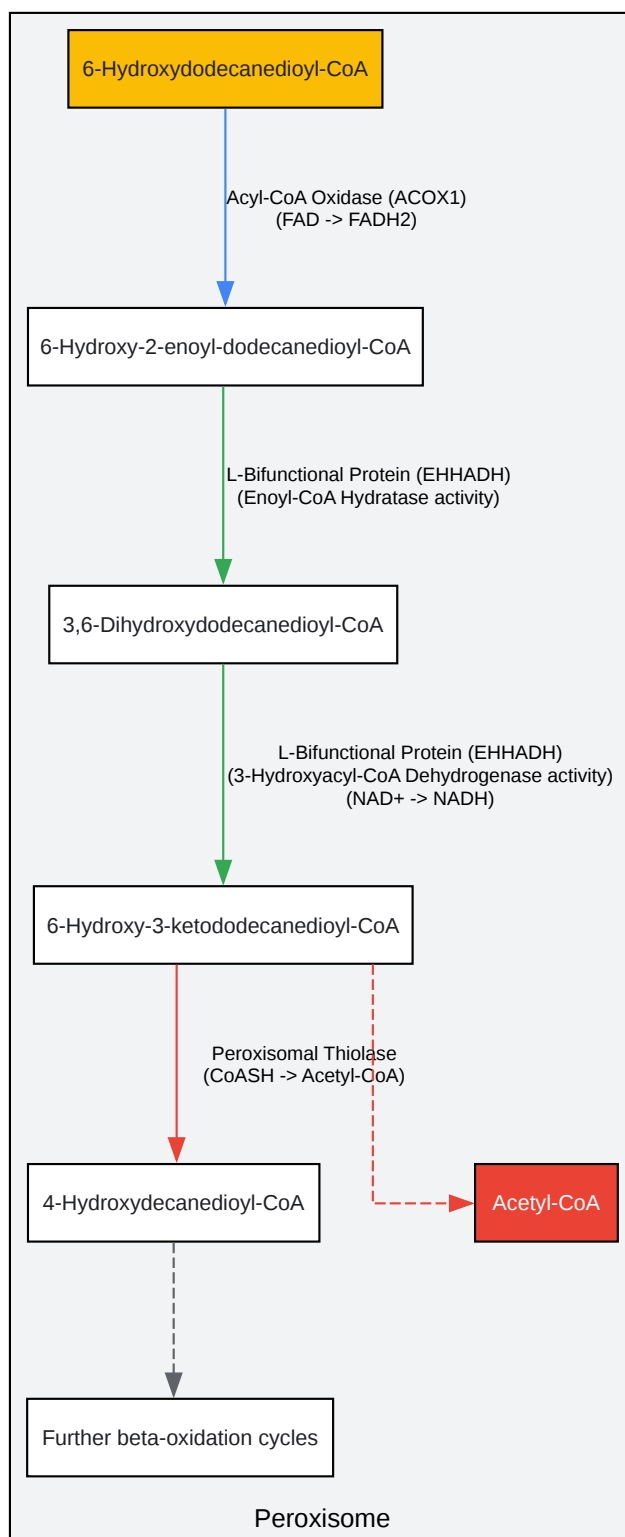 6-Hydroxydodecanedioyl-CoA
Acyl-CoA Oxidase (ACOX1)
(FAD -> FADH2)
6-Hydroxy-2-enoyl-dodecanedioyl-CoA
L-Bifunctional Protein (EHHADH)
(Enoyl-CoA Hydratase activity)
3,6-Dihydroxydodecanedioyl-CoA
L-Bifunctional Protein (EHHADH)
(3-Hydroxyacyl-CoA Dehydrogenase activity)
(NAD+ -> NADH)
6-Hydroxy-3-ketododecanedioyl-CoA
Peroxisomal Thiolase
(CoASH -> Acetyl-CoA)
4-Hydroxydecanedioyl-CoA
Acetyl-CoA
Further beta-oxidation cycles
Peroxisome